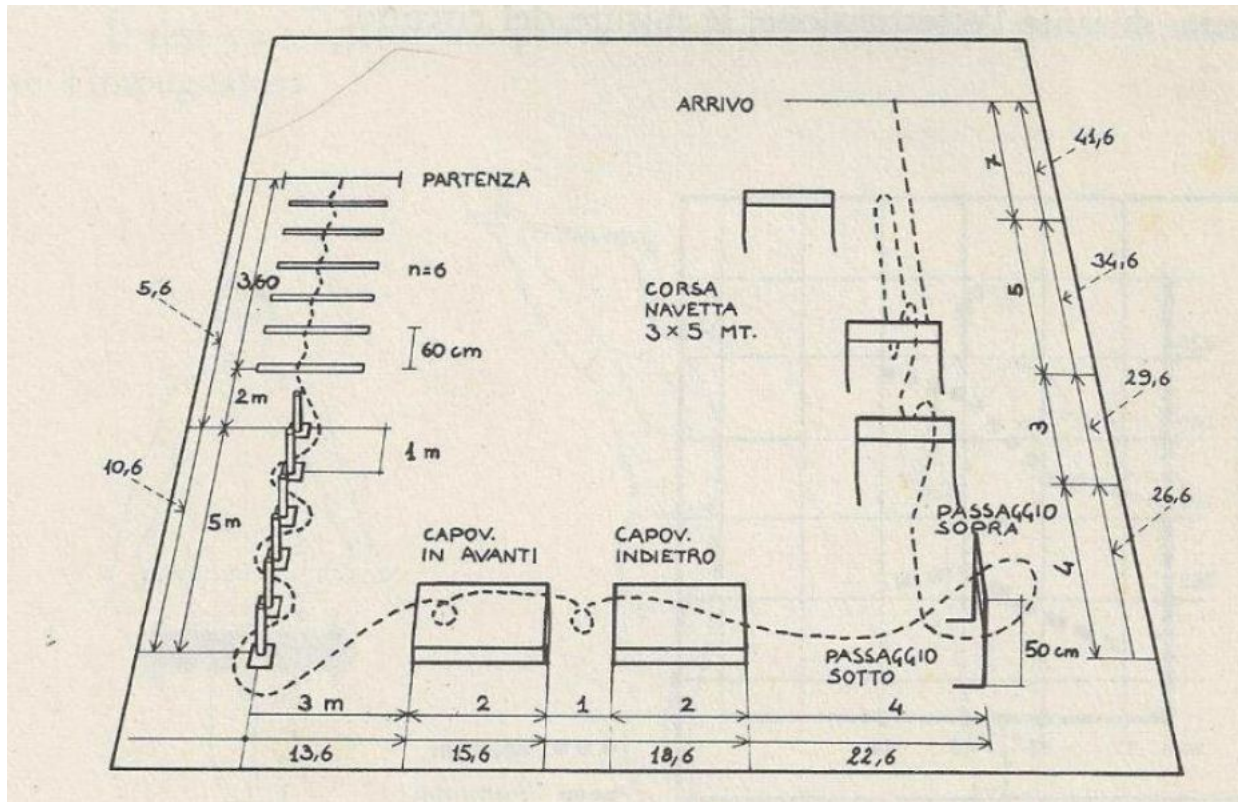 ARRIVO
41,6
7
PARTENZA
34,6
5
3,60
n=6
5,6
CORSA
NAVETTA
3 × 5 MT.
60 cm
2 m
29,6
3
1 m
10,6
5m
26,6
PASSAGGIO
SOPRA
CAPOV.
IN AVANTI
CAPOV.
INDIETRO
4
PASSAGGIO
SOTTO
50 cm
3 m
2
1
2
4
13,6
15,6
18,6
22,6